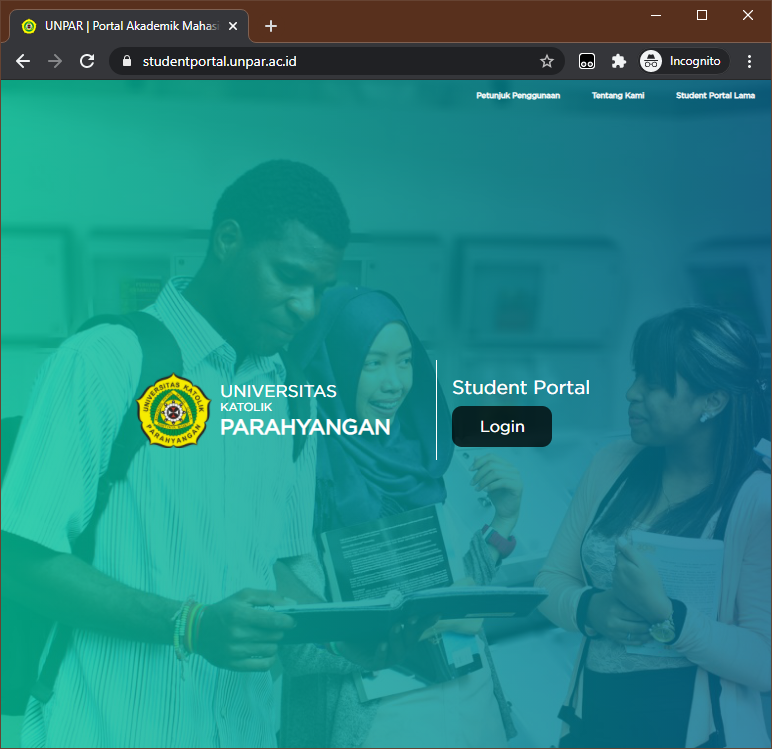 UNPAR | Portal Akademik Mahasi
studentportal.unpar.ac.id
Incognito
Petunjuk Penggunaan
Tentang Kami
Student Portal Lama
UNIVERSITAS KATOLIK
PARAHYANGAN
UNIVERSITAS
KATOLIK
PARAHYANGAN
Student Portal
Login